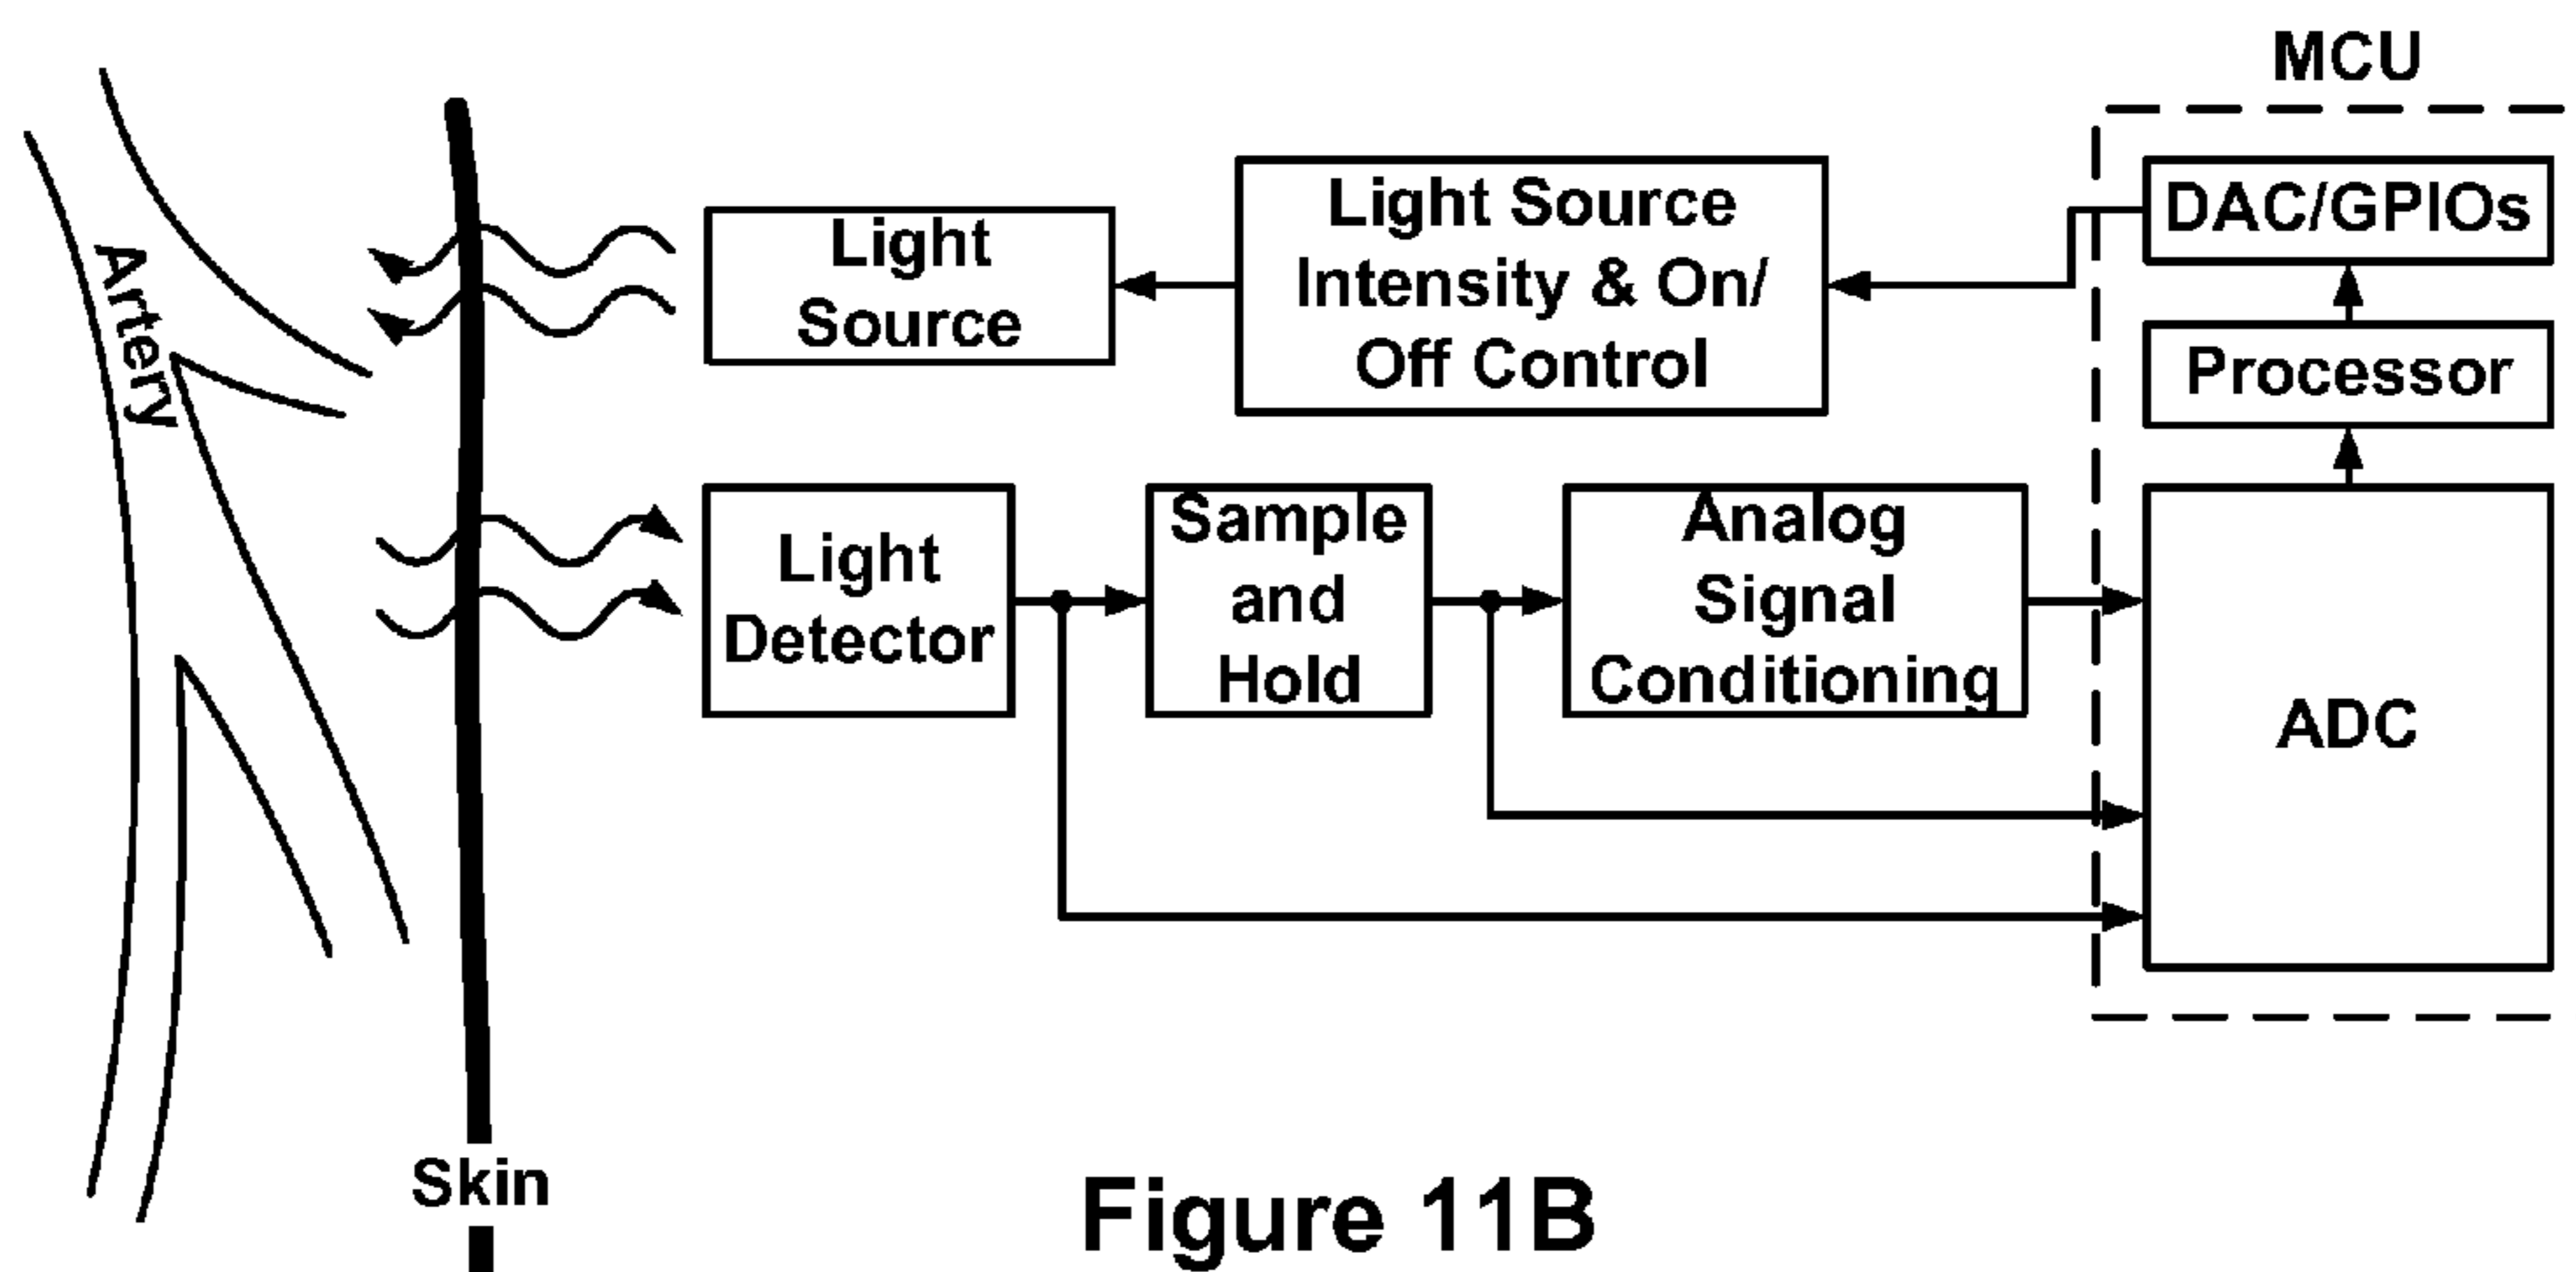 MCU
Artery
Light
Source
Light Source
Intensity & On/
Off Control
DAC/GPIOs
Processor
Light
Detector
Sample
and
Hold
Analog
Signal
Conditioning
ADC
Skin
Figure 11B